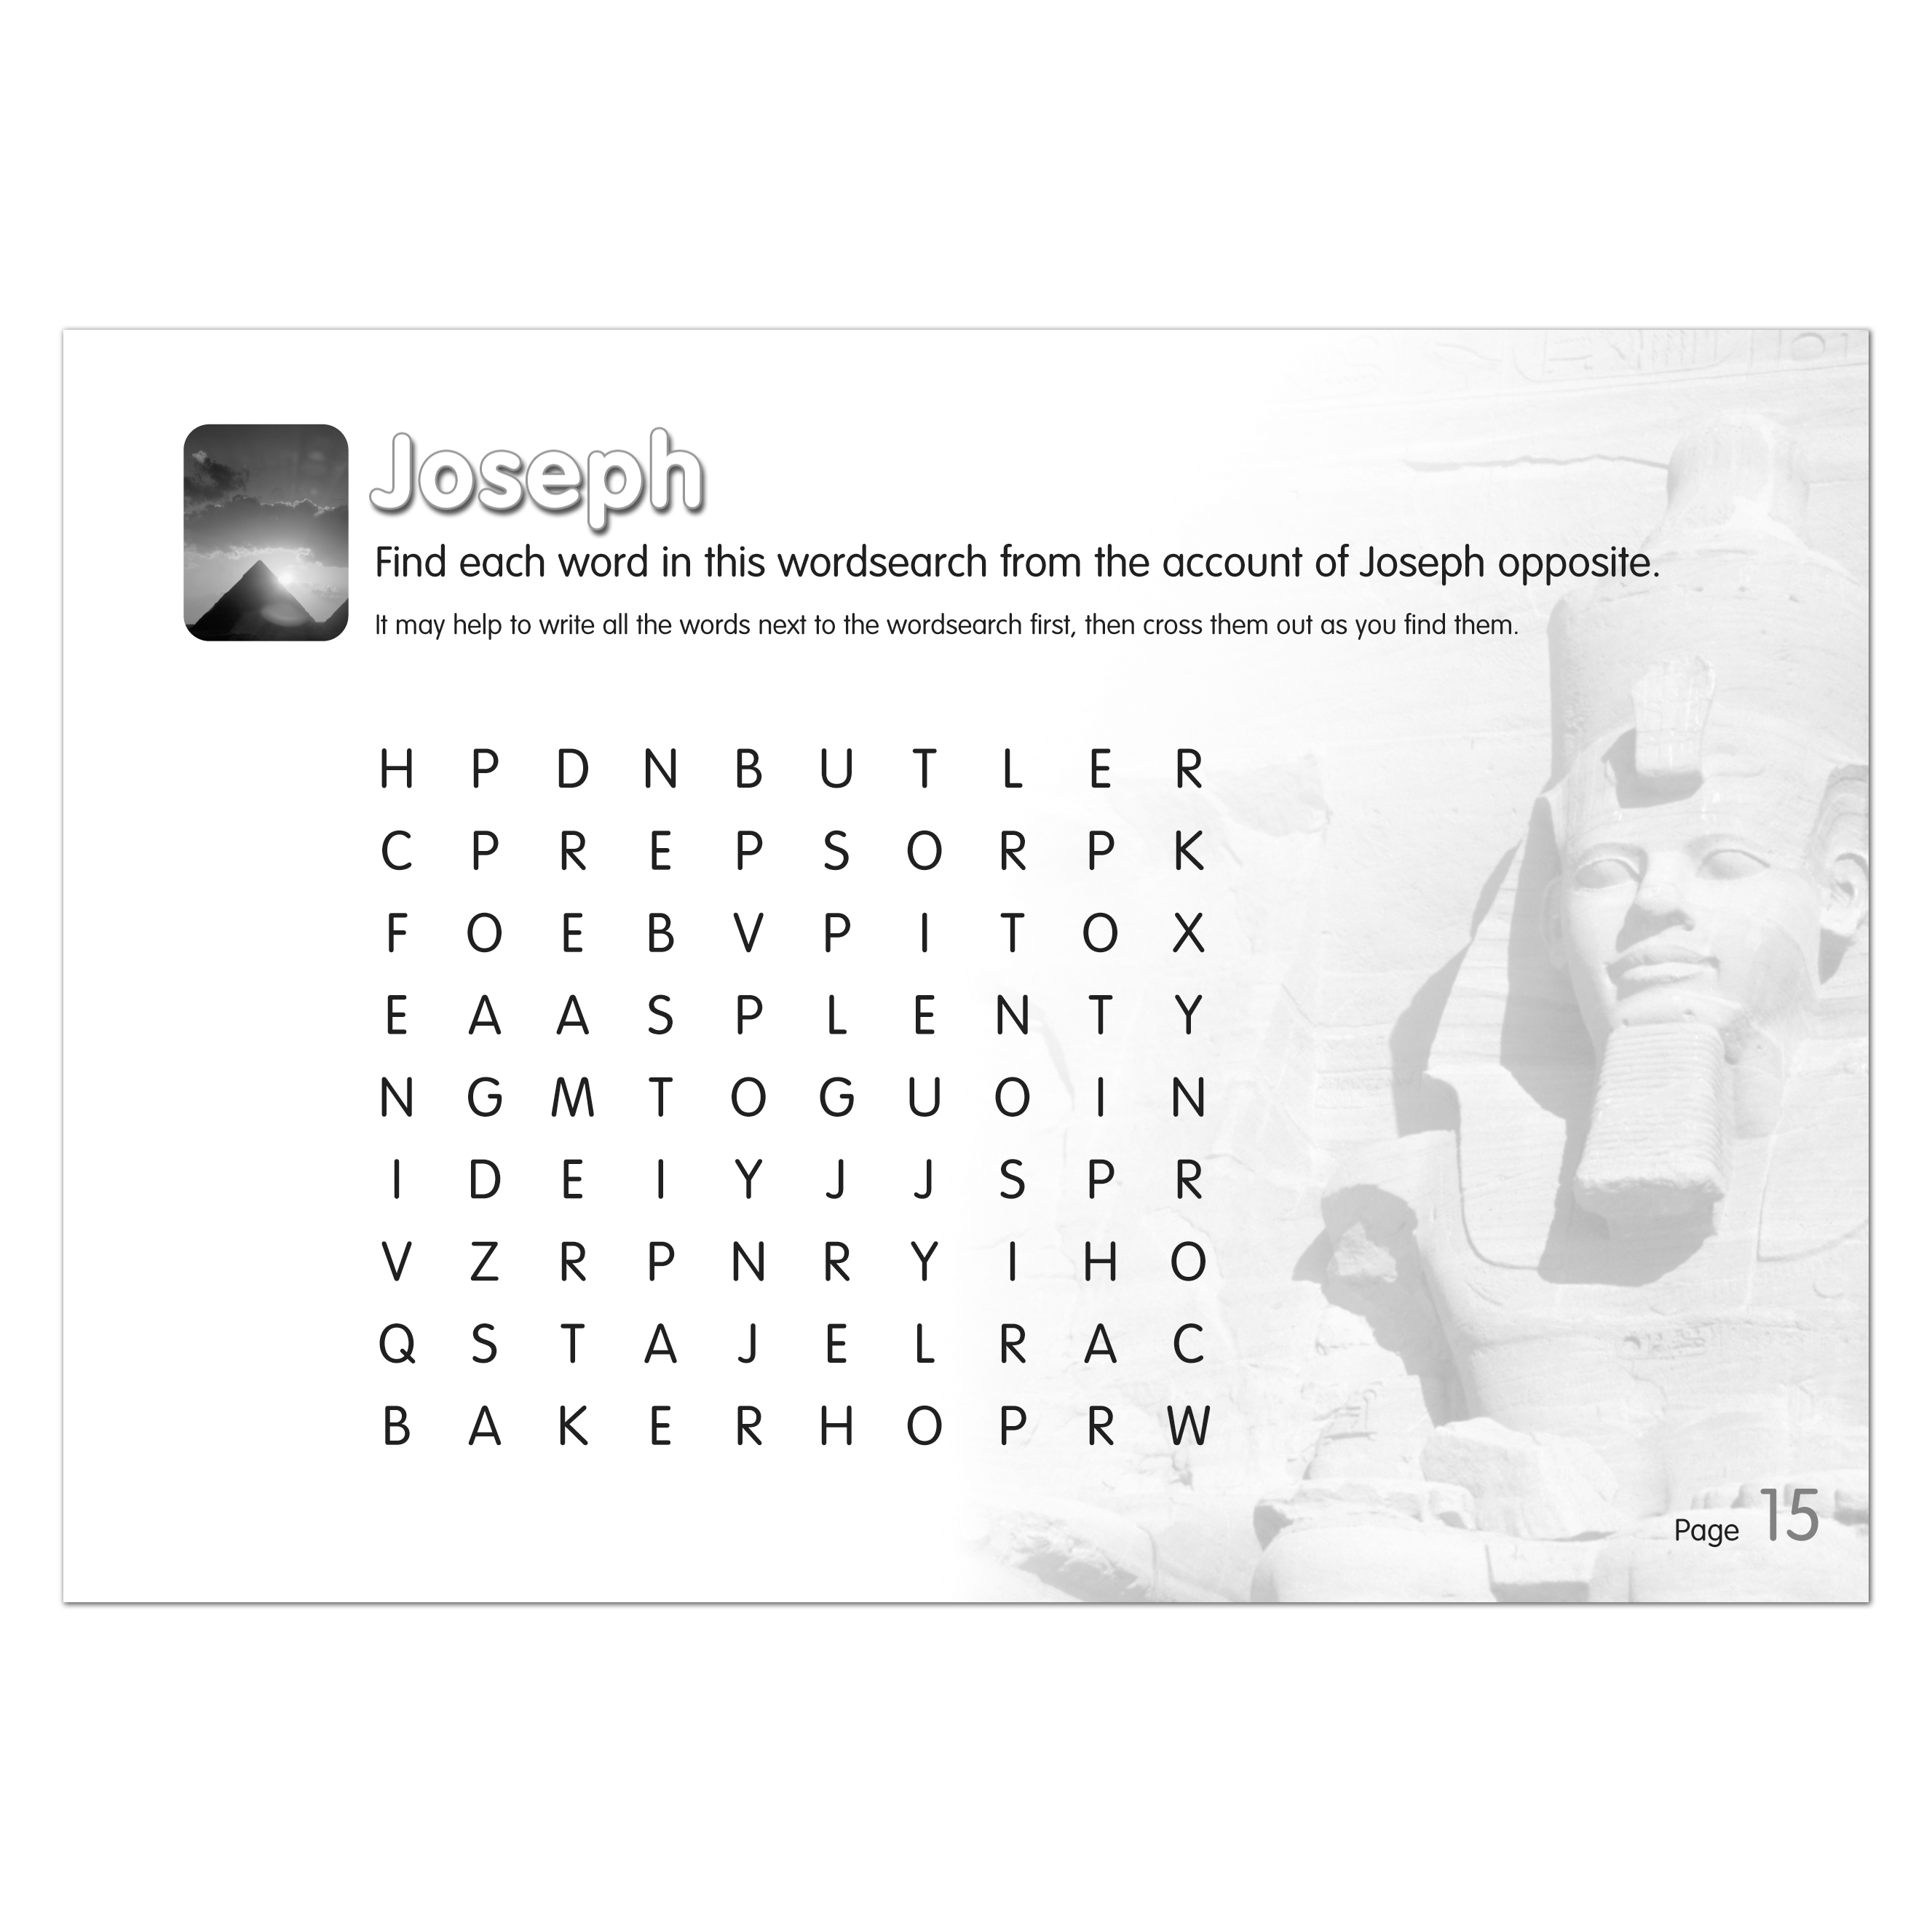 Joseph
Find each word in this wordsearch from the account of Joseph opposite.
It may help to write all the words next to the wordsearch first, then cross them out as you find them.
H P D N B U T L E R
C P R E P S O R P K
F O E B V P I T O X
E A A S P L E N T Y
N G M T O G U O I N
I D E I Y J J S P R
V Z R P N R Y I H O
Q S T A J E L R A C
B A K E R H O P R W
Page 15